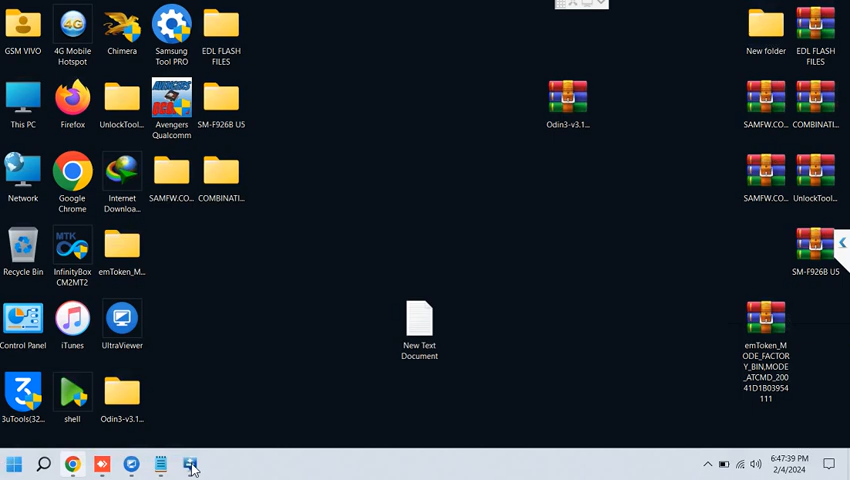 GSM VIVO
4G Mobile
Hotspot
Chimera
Samsung
Tool PRO
EDL FLASH
FILES
New folder
EDL FLASH
FILES
This PC
Firefox
UnlockTool...
Avengers
Qualcomm
SM-F926B U5
Odin3-v3.1...
SAMFW.CO...
COMBINATI...
Network
Google
Chrome
Internet
Downloa...
SAMFW.CO...
COMBINATI...
SAMFW.CO...
UnlockTool...
Recycle Bin
InfinityBox
CM2MT2
emToken_M...
SM-F926B U5
Control Panel
iTunes
UltraViewer
New Text
Document
emToken_M
ODE_FACTOR
Y_BIN,MODE
_ATCMD_200
41D1B03954
111
3uTools(32...
shell
Odin3-v3.1...
6:47:39 PM
2/4/2024